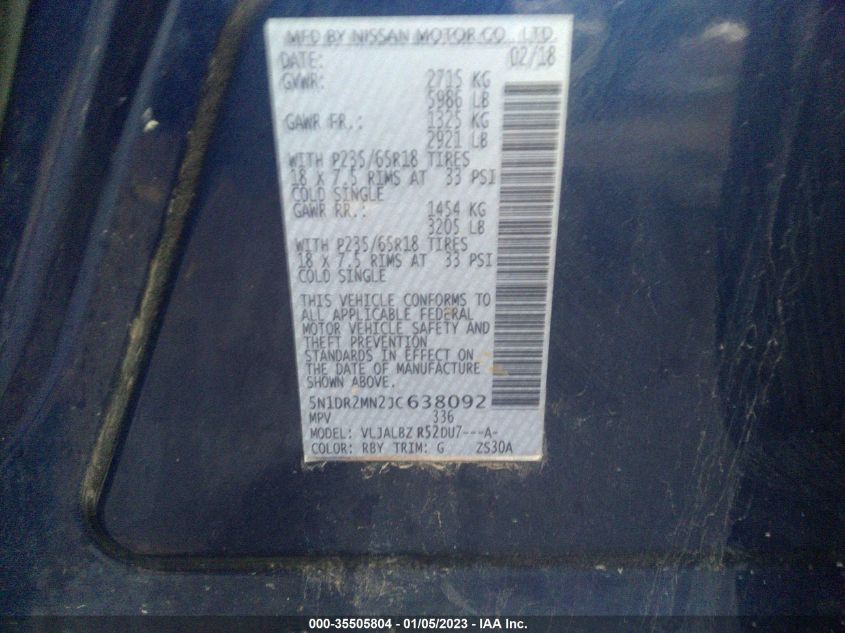 MFD BY NISSAN MOTOR CO., LTD.
DATE: 02/18
GVWR: 2715 KG
5986 LB
GAWR FR.: 1325 KG
2921 LB
WITH P235/65R18 TIRES
18 X 7.5 RIMS AT 33 PSI
COLD SINGLE
GAWR RR.: 1454 KG
3205 LB
WITH P235/65R18 TIRES
18 X 7.5 RIMS AT 33 PSI
COLD SINGLE
THIS VEHICLE CONFORMS TO
ALL APPLICABLE FEDERAL
MOTOR VEHICLE SAFETY AND
THEFT PREVENTION
STANDARDS IN EFFECT ON
THE DATE OF MANUFACTURE
SHOWN ABOVE.
5N1DR2MN2JC638092
MPV 336
MODEL: VLJALBZ R52DU7---A-
COLOR: RBY TRIM: G ZS30A
000-35505804 - 01/05/2023 - IAA Inc.